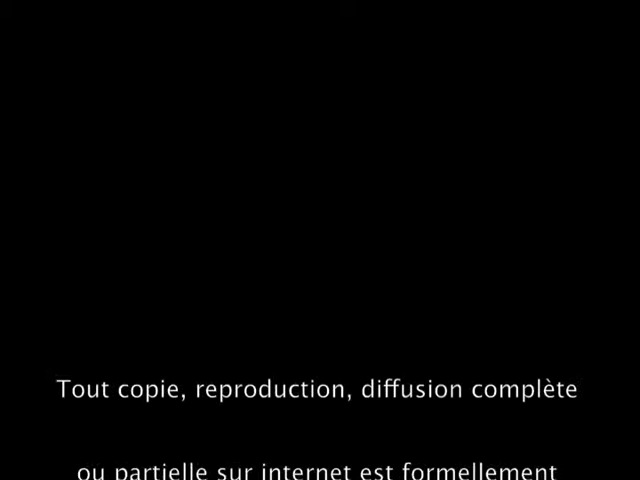 Tout copie, reproduction, diffusion complète
ou partielle sur internet est formellement